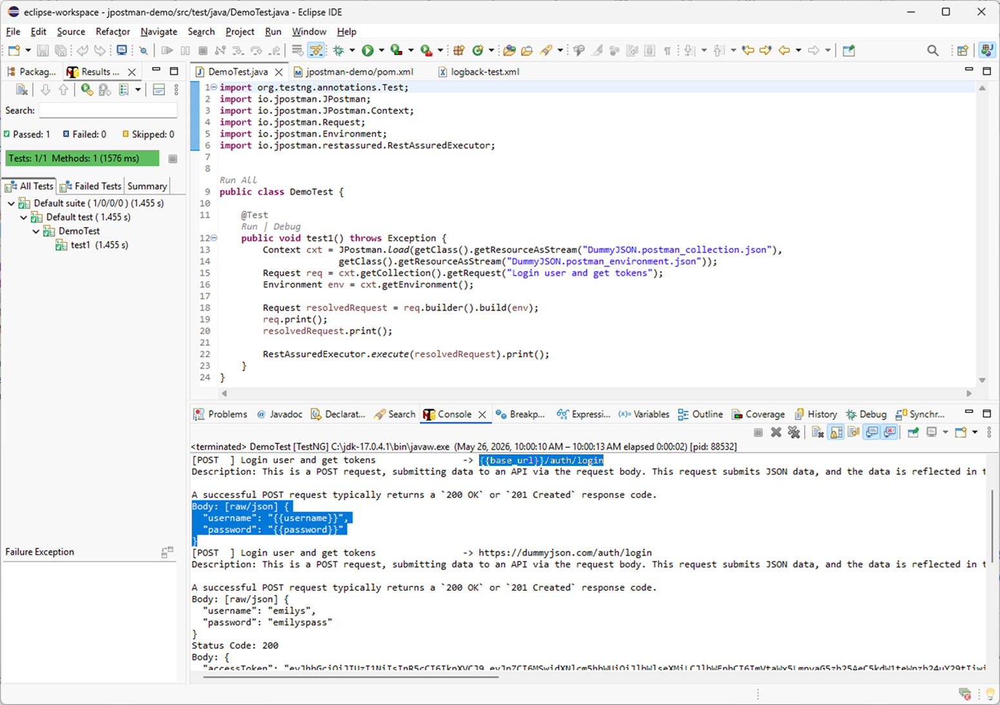 eclipse-workspace - jpostman-demo/src/test/java/DemoTest.java - Eclipse IDE
File Edit Source Refactor Navigate Search Project Run Window Help
Packag... Results ...
Search:
Passed: 1 Failed: 0 Skipped: 0
Tests: 1/1 Methods: 1 (1576 ms)
All Tests Failed Tests Summary
Default suite ( 1/0/0/0 ) (1.455 s)
Default test ( 1.455 s)
DemoTest
test1 (1.455 s)
Failure Exception
DemoTest.java jpostman-demo/pom.xml logback-test.xml
1 import org.testng.annotations.Test;
2 import io.jpostman.JPostman;
3 import io.jpostman.JPostman.Context;
4 import io.jpostman.Request;
5 import io.jpostman.Environment;
6 import io.jpostman.restassured.RestAssuredExecutor;
7
8
Run All
9 public class DemoTest {
10
11 @Test
Run | Debug
12 public void test1() throws Exception {
13 Context cxt = JPostman.load(getClass().getResourceAsStream("DummyJSON.postman_collection.json"),
14 getClass().getResourceAsStream("DummyJSON.postman_environment.json"));
15 Request req = cxt.getCollection().getRequest("Login user and get tokens");
16 Environment env = cxt.getEnvironment();
17
18 Request resolvedRequest = req.builder().build(env);
19 req.print();
20 resolvedRequest.print();
21
22 RestAssuredExecutor.execute(resolvedRequest).print();
23 }
24 }
Problems Javadoc Declarat... Search Console Breakp... Expressi... Variables Outline Coverage History Debug Synchr...
<terminated> DemoTest [TestNG] C:\jdk-17.0.4.1\bin\javaw.exe (May 26, 2026, 10:00:10 AM – 10:00:13 AM elapsed 0:00:02) [pid: 88532]
[POST ] Login user and get tokens -> {{base_url}}/auth/login
Description: This is a POST request, submitting data to an API via the request body. This request submits JSON data, and the data is reflected in t
A successful POST request typically returns a `200 OK` or `201 Created` response code.
Body: [raw/json] {
"username": "{{username}}",
"password": "{{password}}"
}
[POST ] Login user and get tokens -> https://dummyjson.com/auth/login
Description: This is a POST request, submitting data to an API via the request body. This request submits JSON data, and the data is reflected in t
A successful POST request typically returns a `200 OK` or `201 Created` response code.
Body: [raw/json] {
"username": "emilys",
"password": "emilyspass"
}
Status Code: 200
Body: {
"accessToken":